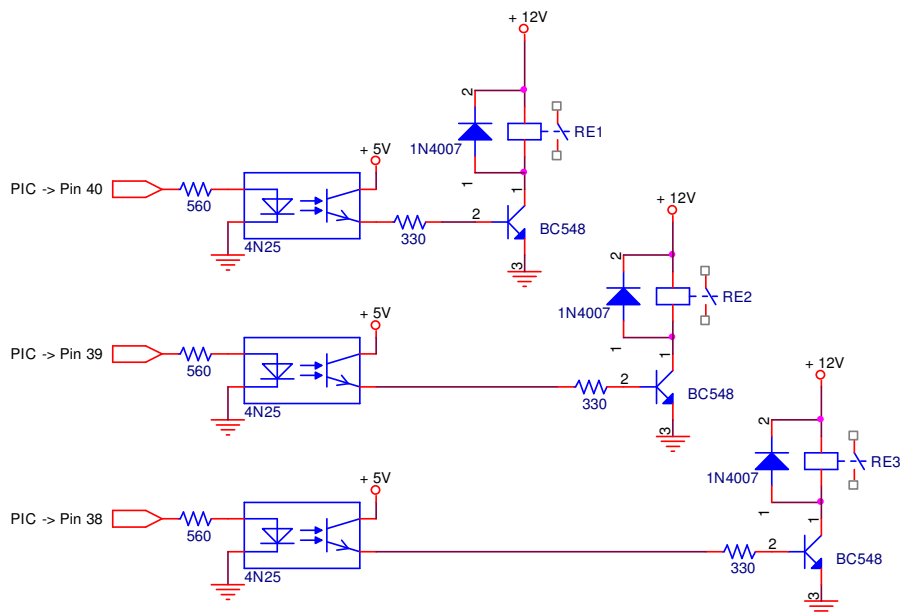 + 12V
2
1N4007
RE1
+ 5V
1
1
PIC -> Pin 40
560
2
330
BC548
4N25
3
+ 12V
2
1N4007
RE2
+ 5V
1
1
PIC -> Pin 39
560
2
330
BC548
4N25
3
+ 12V
2
1N4007
RE3
+ 5V
1
1
PIC -> Pin 38
560
2
330
BC548
4N25
3